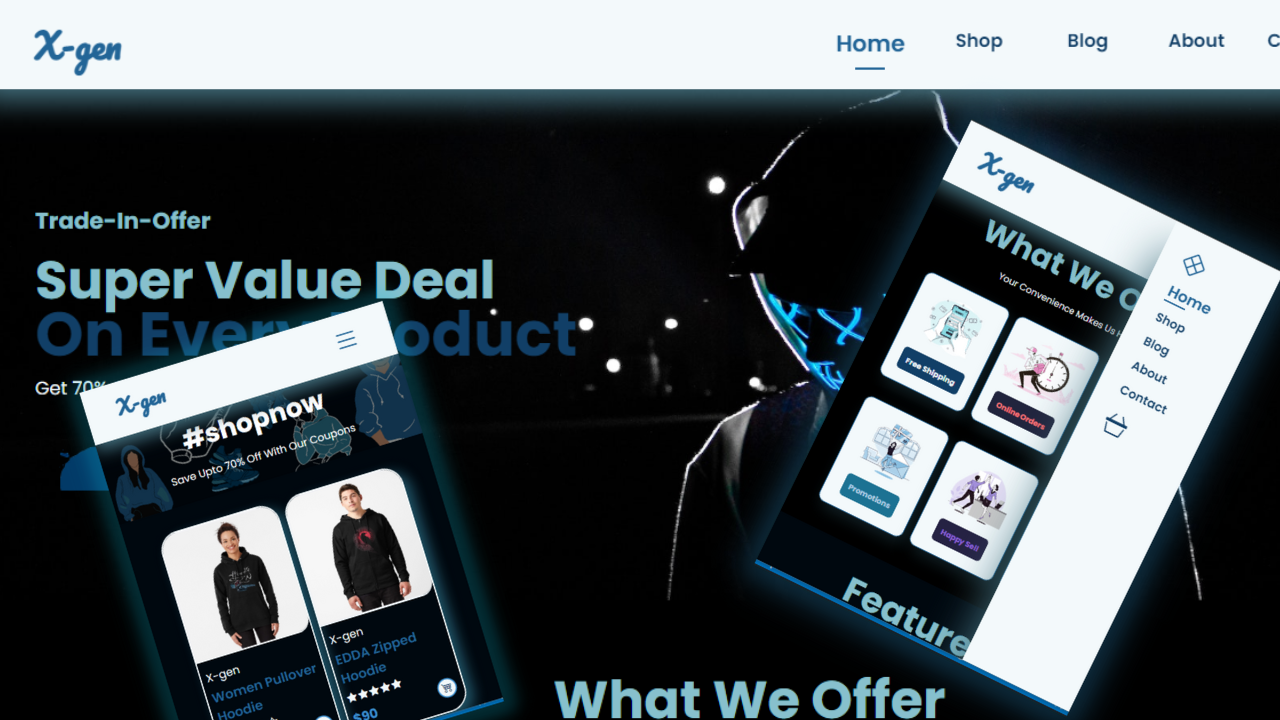 X-gen
Home
Shop
Blog
About
C
Trade-In-Offer
Super Value Deal
On Every Product
Get 70%
X-gen
#shopnow
Save Upto 70% Off With Our Coupons
X-gen
Women Pullover
Hoodie
X-gen
EDDA Zipped
Hoodie
$90
X-gen
What We O
Your Convenience Makes Us H
Free Shipping
Online Orders
Promotions
Happy Sell
Feature
Home
Shop
Blog
About
Contact
What We Offer